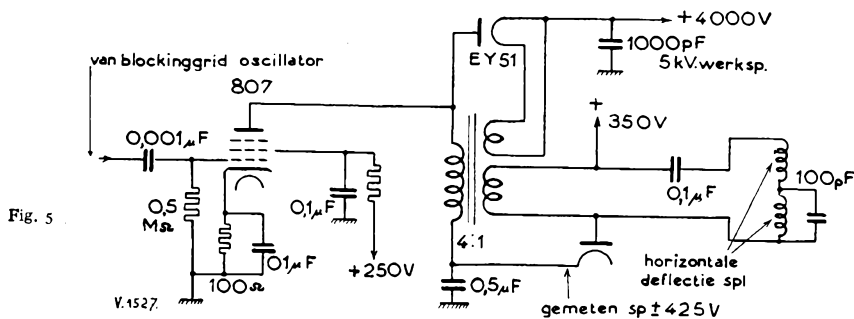 +4000V
1000pF
5kV.werksp.
EY51
van blockinggrid oscillator
807
0,001µF
+
350V
0,5
MΩ
0,1µF
0,1µF
100pF
Fig. 5
100Ω
01µF
+250V
4:1
0,5µF
horizontale
deflectie spl
gemeten sp ± 425V
V.1527.